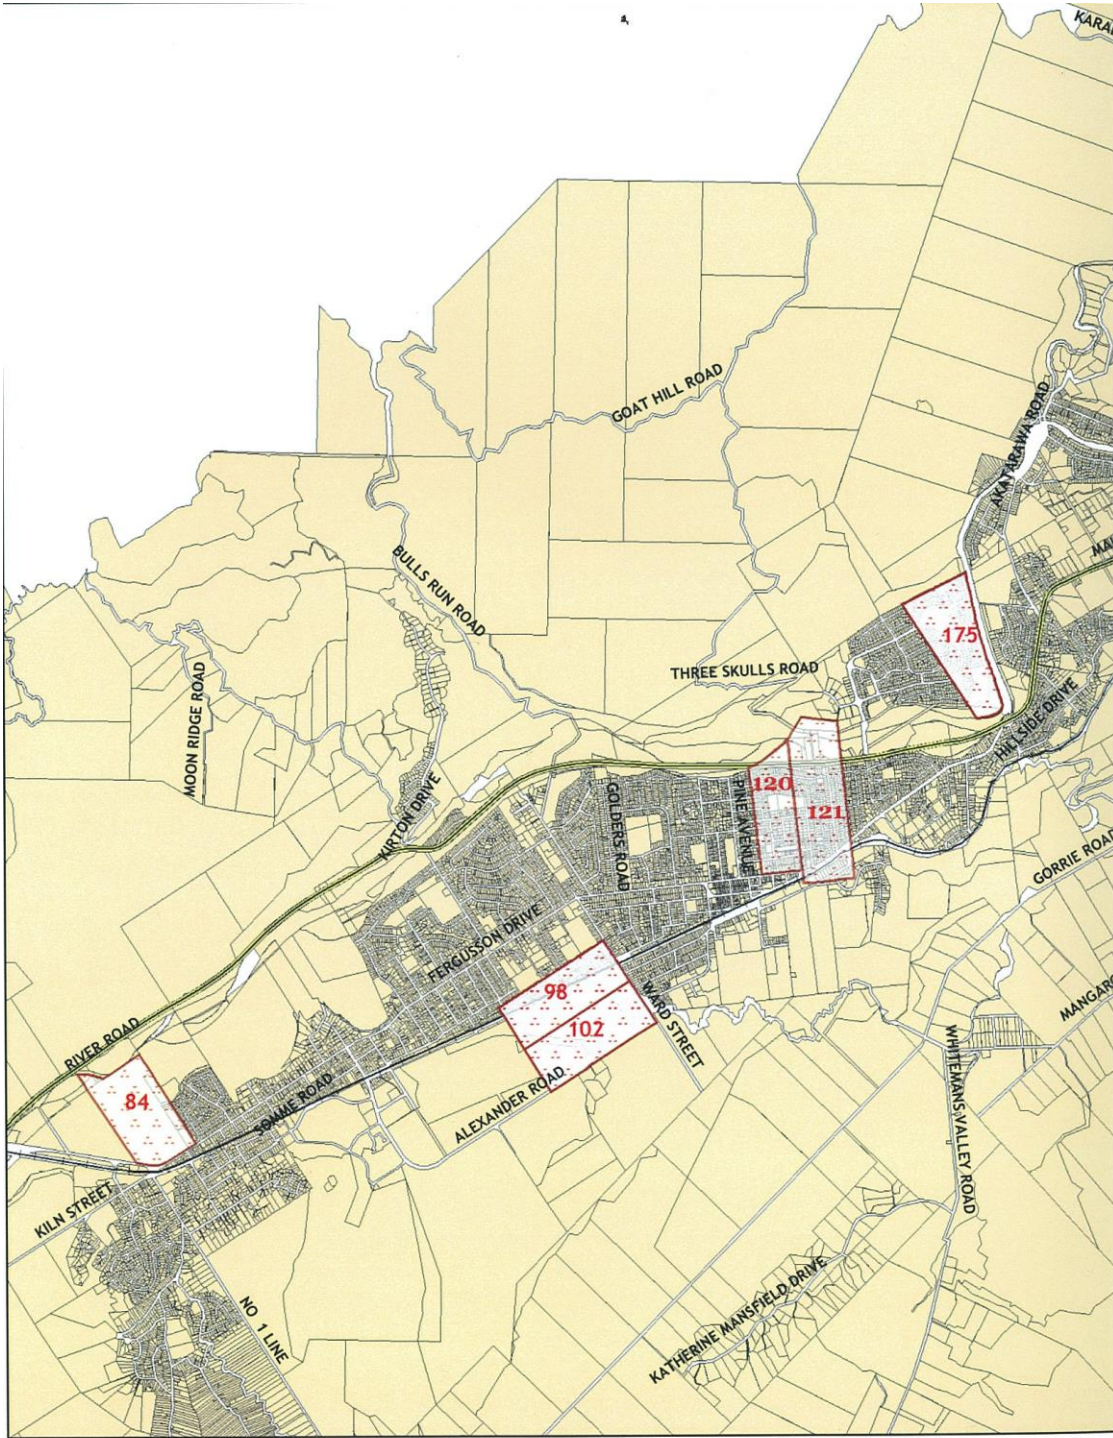 GOAT HILL ROAD
AKATARAWA ROAD
BULLS RUN ROAD
175
THREE SKULLS ROAD
MOON RIDGE ROAD
HILLSIDE DRIVE
120
PINE AVENUE
121
GOLDERS ROAD
KIRTON DRIVE
GORRIE ROAD
FERGUSSON DRIVE
98
WARD STREET
102
RIVER ROAD
84
SOMME ROAD
ALEXANDER ROAD
WHITEMANS VALLEY ROAD
KILN STREET
KATHERINE MANSFIELD DRIVE
NO 1 LINE